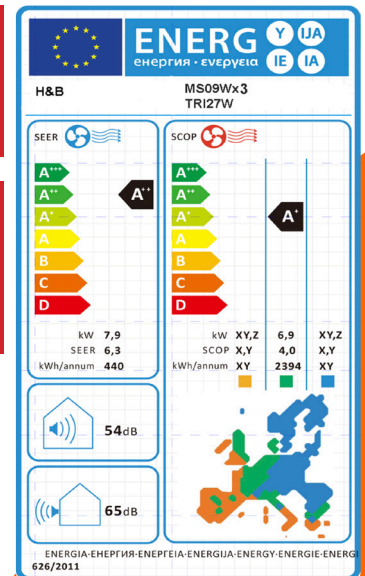 ENERG Y IJA
енергия · ενεργεια IE IA
H&B MS09Wx3
TRI27W
SEER SCOP
A+++ A+++
A++ A++ A++
A+ A+ A+
A A
B B
C C
D D
kW 7,9 kW XY,Z 6,9 XY,Z
SEER 6,3 SCOP X,Y 4,0 X,Y
kWh/annum 440 kWh/annum XY 2394 XY
54dB
65dB
ENERGIA·ЕНЕРГИЯ·ΕΝΕΡΓΕΙΑ·ENERGIJA·ENERGY·ENERGIE·ENERGI
626/2011